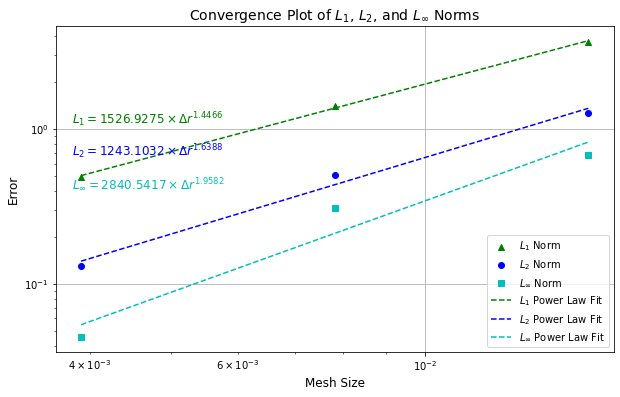 Convergence Plot of L₁, L₂, and L∞ Norms
Error
10⁰
10⁻¹
L₁ = 1526.9275 × Δr^1.4466
L₂ = 1243.1032 × Δr^1.6388
L∞ = 2840.5417 × Δr^1.9582
L₁ Norm
L₂ Norm
L∞ Norm
L₁ Power Law Fit
L₂ Power Law Fit
L∞ Power Law Fit
4 × 10⁻³
6 × 10⁻³
10⁻²
Mesh Size